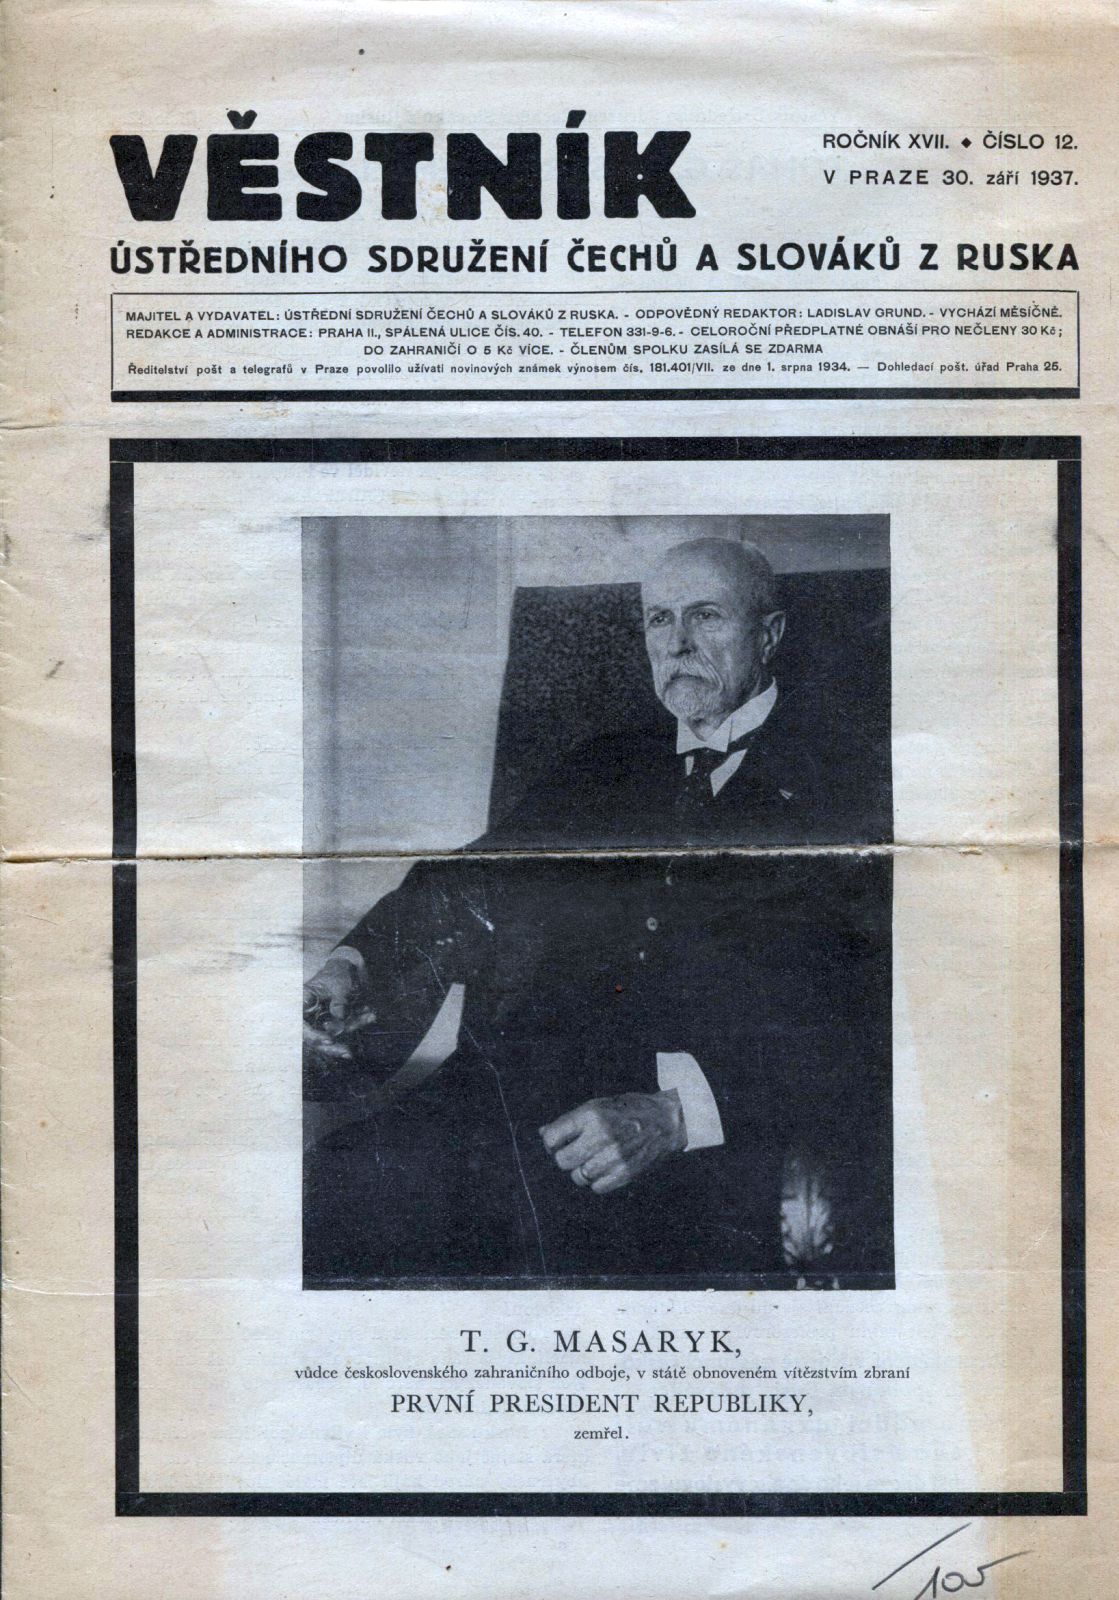 VĚSTNÍK
ROČNÍK XVII. ♦ ČÍSLO 12.
V PRAZE 30. září 1937.
ÚSTŘEDNÍHO SDRUŽENÍ ČECHŮ A SLOVÁKŮ Z RUSKA
MAJITEL A VYDAVATEL: ÚSTŘEDNÍ SDRUŽENÍ ČECHŮ A SLOVÁKŮ Z RUSKA. - ODPOVĚDNÝ REDAKTOR: LADISLAV GRUND. - VYCHÁZÍ MĚSÍČNĚ.
REDAKCE A ADMINISTRACE: PRAHA II., SPÁLENÁ ULICE ČÍS. 40. - TELEFON 331-9-6. - CELOROČNÍ PŘEDPLATNÉ OBNÁŠÍ PRO NEČLENY 30 Kč;
DO ZAHRANIČÍ O 5 Kč VÍCE. - ČLENŮM SPOLKU ZASÍLÁ SE ZDARMA
Ředitelství pošt a telegrafů v Praze povolilo užívati novinových známek výnosem čís. 181.401/VII. ze dne 1. srpna 1934. — Dohledací pošt. úřad Praha 25.
T. G. MASARYK,
vůdce československého zahraničního odboje, v státě obnoveném vítězstvím zbraní
PRVNÍ PRESIDENT REPUBLIKY,
zemřel.